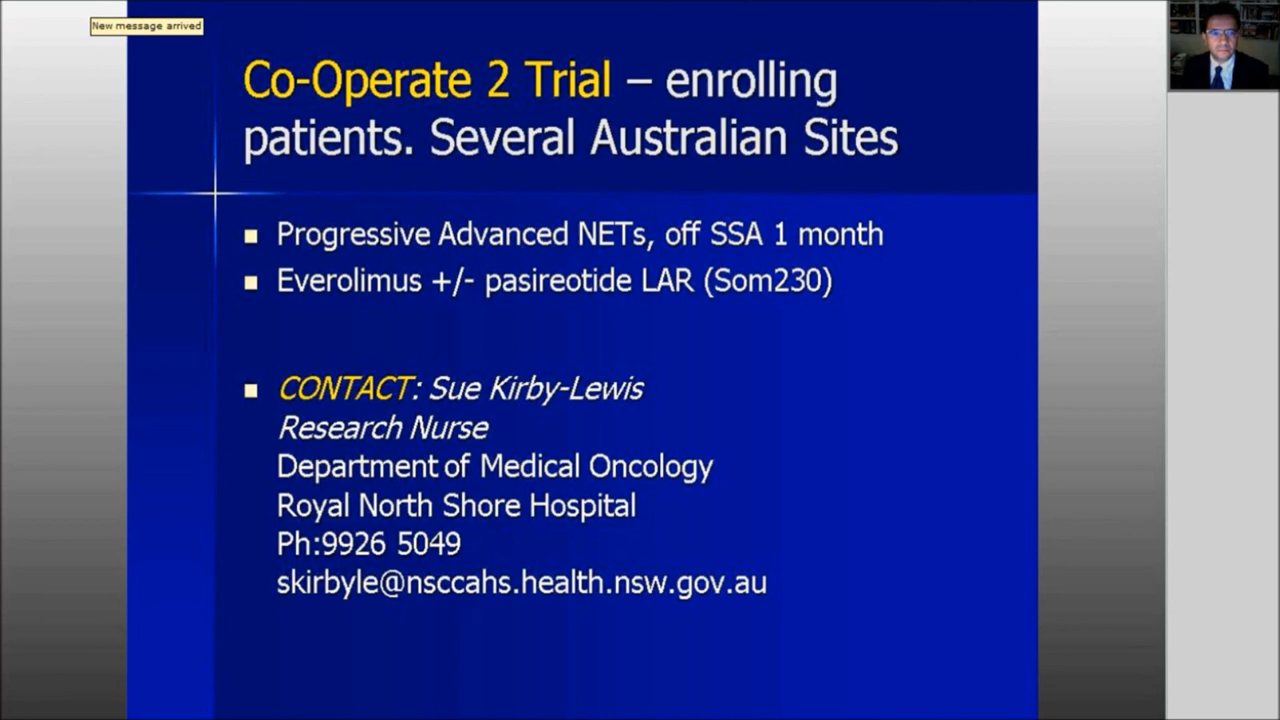 New message arrived
Co-Operate 2 Trial – enrolling
patients. Several Australian Sites
Progressive Advanced NETs, off SSA 1 month
Everolimus +/- pasireotide LAR (Som230)
CONTACT: Sue Kirby-Lewis
Research Nurse
Department of Medical Oncology
Royal North Shore Hospital
Ph:9926 5049
skirbyle@nsccahs.health.nsw.gov.au